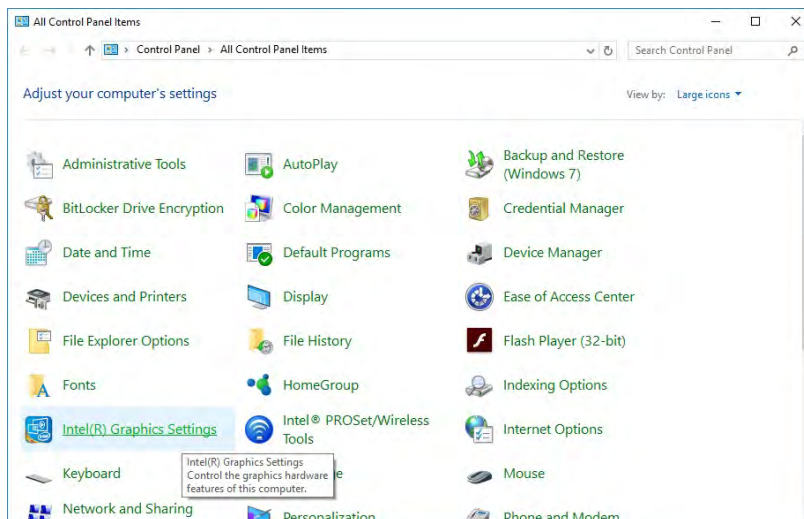 All Control Panel Items
Control Panel › All Control Panel Items
Search Control Panel
Adjust your computer's settings
View by: Large icons
Administrative Tools
AutoPlay
Backup and Restore
(Windows 7)
BitLocker Drive Encryption
Color Management
Credential Manager
Date and Time
Default Programs
Device Manager
Devices and Printers
Display
Ease of Access Center
File Explorer Options
File History
Flash Player (32-bit)
Fonts
HomeGroup
Indexing Options
Intel(R) Graphics Settings
Intel® PROSet/Wireless
Tools
Internet Options
Intel(R) Graphics Settings
Control the graphics hardware
features of this computer.
Keyboard
Mouse
Network and Sharing
Personalization
Phone and Modem